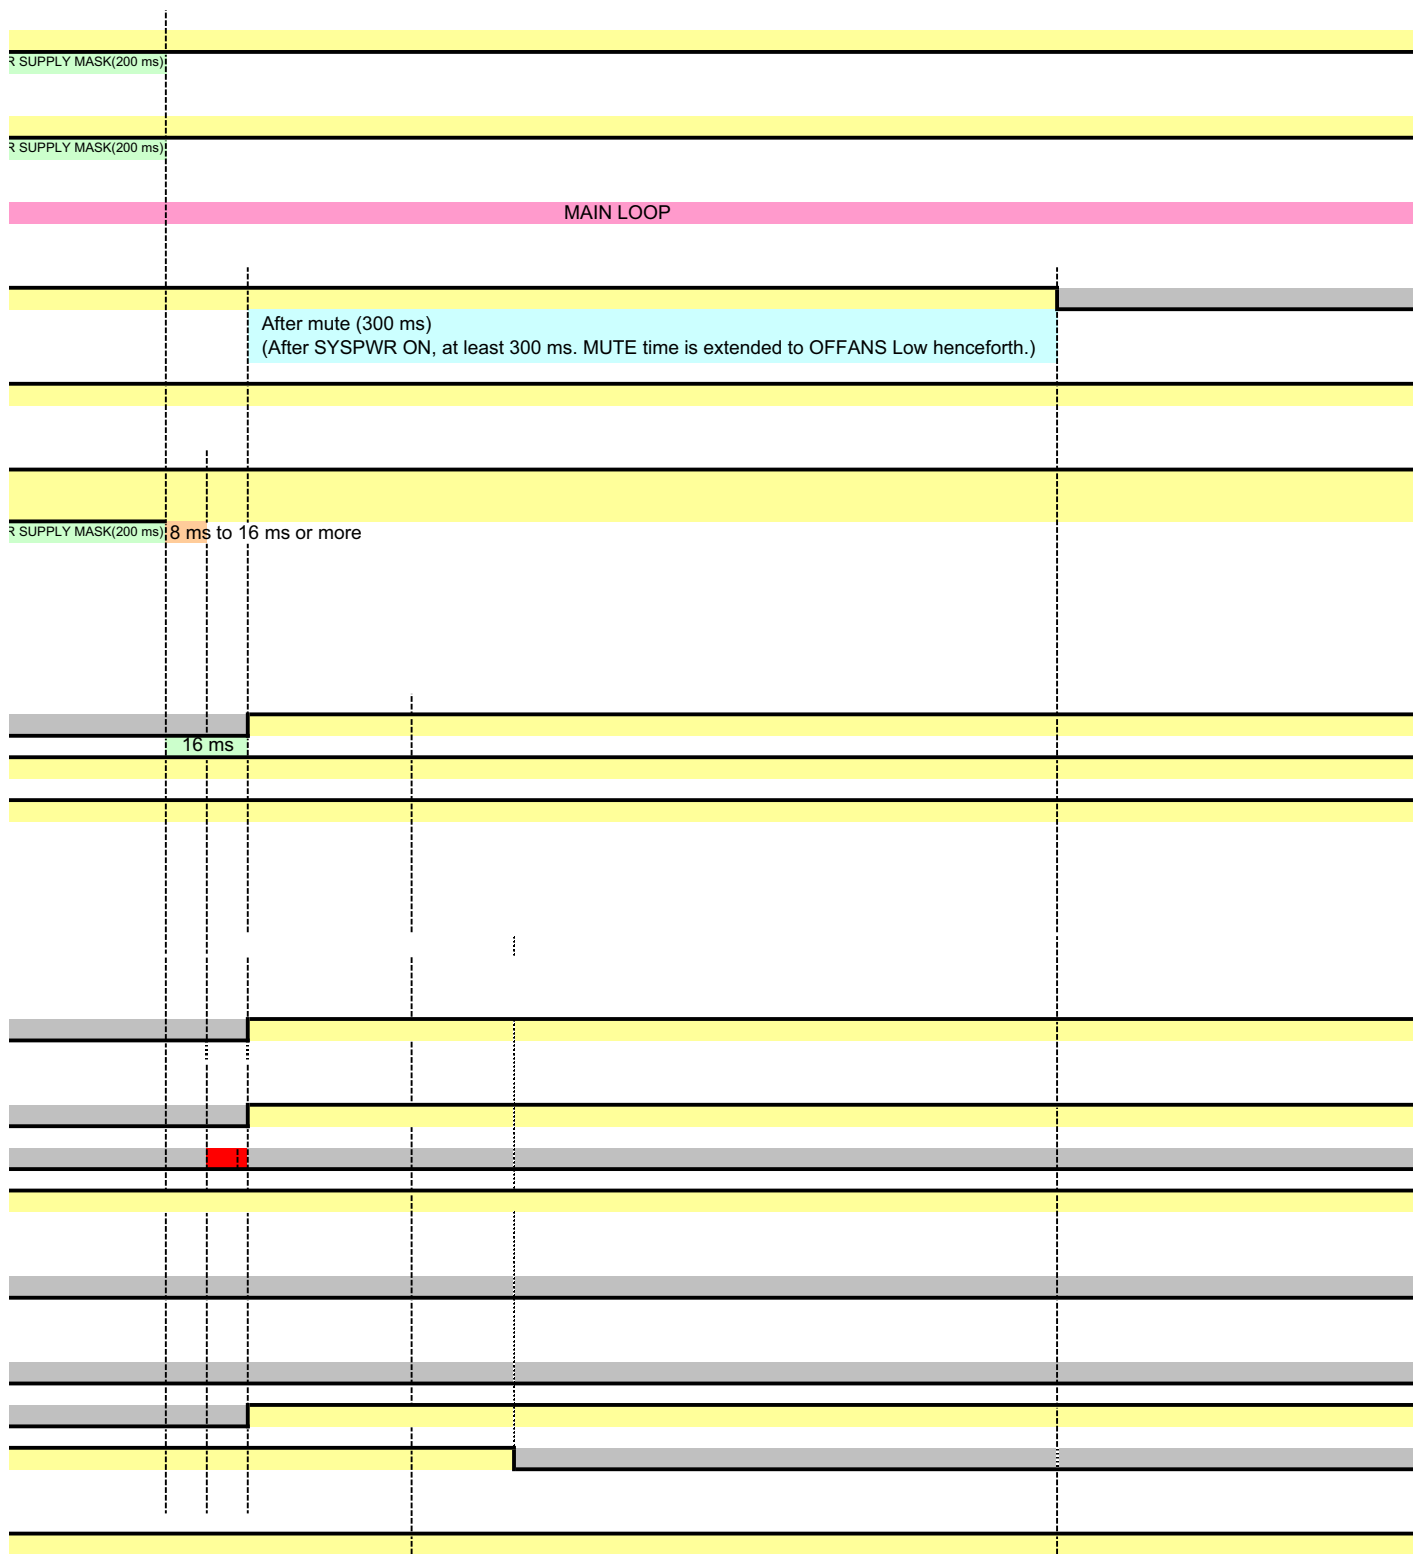 SUPPLY MASK(200 ms)
SUPPLY MASK(200 ms)
MAIN LOOP
After mute (300 ms)
(After SYSPWR ON, at least 300 ms. MUTE time is extended to OFFANS Low henceforth.)
SUPPLY MASK(200 ms) 8 ms to 16 ms or more
16 ms